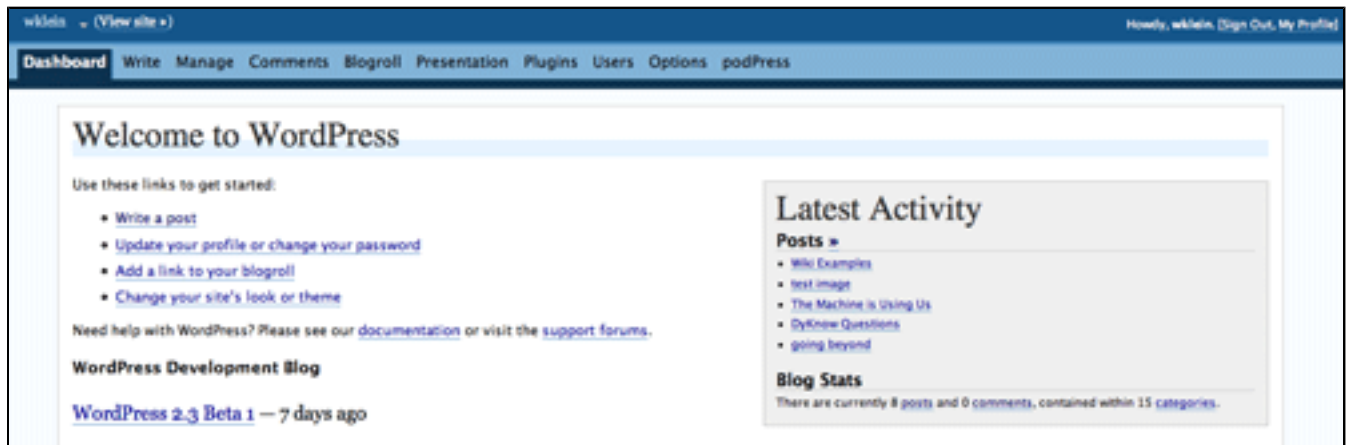 wklein (View site »)
Howdy, wklein. [Sign Out, My Profile]
Dashboard Write Manage Comments Blogroll Presentation Plugins Users Options podPress
Welcome to WordPress
Use these links to get started:
• Write a post
• Update your profile or change your password
• Add a link to your blogroll
• Change your site's look or theme
Need help with WordPress? Please see our documentation or visit the support forums.
WordPress Development Blog
WordPress 2.3 Beta 1 — 7 days ago
Latest Activity
Posts »
• Wiki Examples
• test image
• The Machine is Using Us
• DyKnow Questions
• going beyond
Blog Stats
There are currently 8 posts and 0 comments, contained within 15 categories.